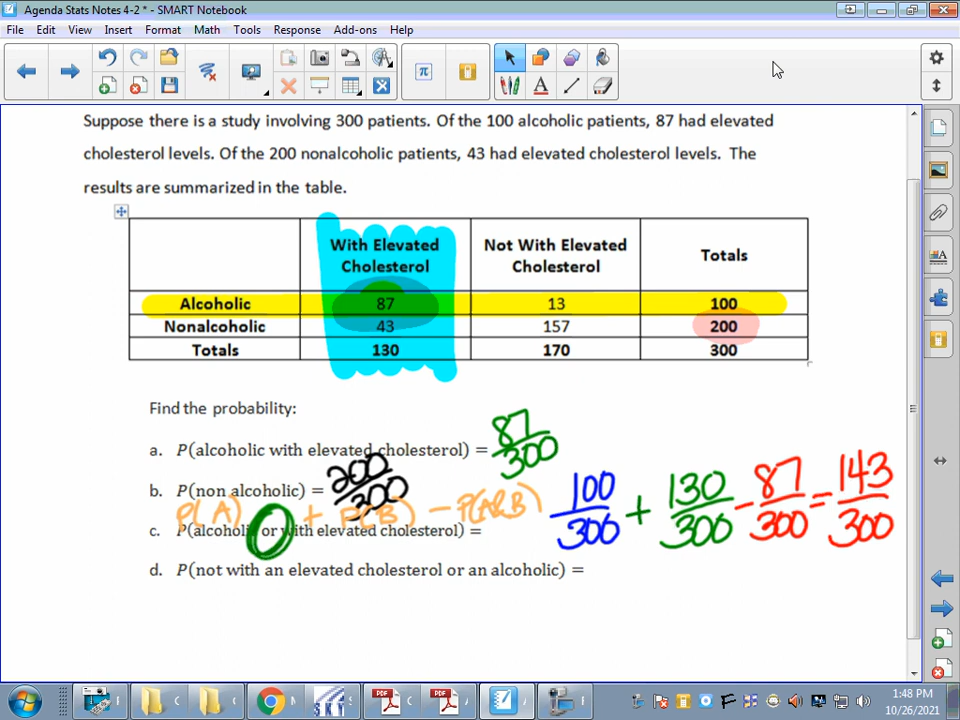 Agenda Stats Notes 4-2 * - SMART Notebook
File Edit View Insert Format Math Tools Response Add-ons Help
Suppose there is a study involving 300 patients. Of the 100 alcoholic patients, 87 had elevated
cholesterol levels. Of the 200 nonalcoholic patients, 43 had elevated cholesterol levels. The
results are summarized in the table.
With Elevated Cholesterol Not With Elevated Cholesterol Totals
Alcoholic 87 13 100
Nonalcoholic 43 157 200
Totals 130 170 300
Find the probability:
a. P(alcoholic with elevated cholesterol) = 87/300
b. P(non alcoholic) = 200/300
P(A) + P(B) - P(A&B) 100/300 + 130/300 - 87/300 = 143/300
c. P(alcoholic or with elevated cholesterol) =
d. P(not with an elevated cholesterol or an alcoholic) =
1:48 PM
10/26/2021